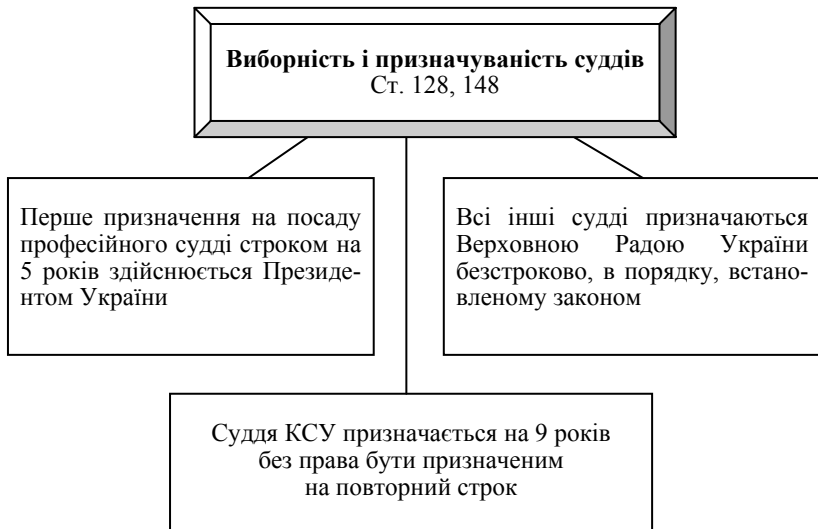 Виборність і призначуваність суддів
Ст. 128, 148
Перше призначення на посаду
професійного судді строком на
5 років здійснюється Президе-
нтом України
Всі інші судді призначаються
Верховною Радою України
безстроково, в порядку, встано-
вленому законом
Суддя КСУ призначається на 9 років
без права бути призначеним
на повторний строк